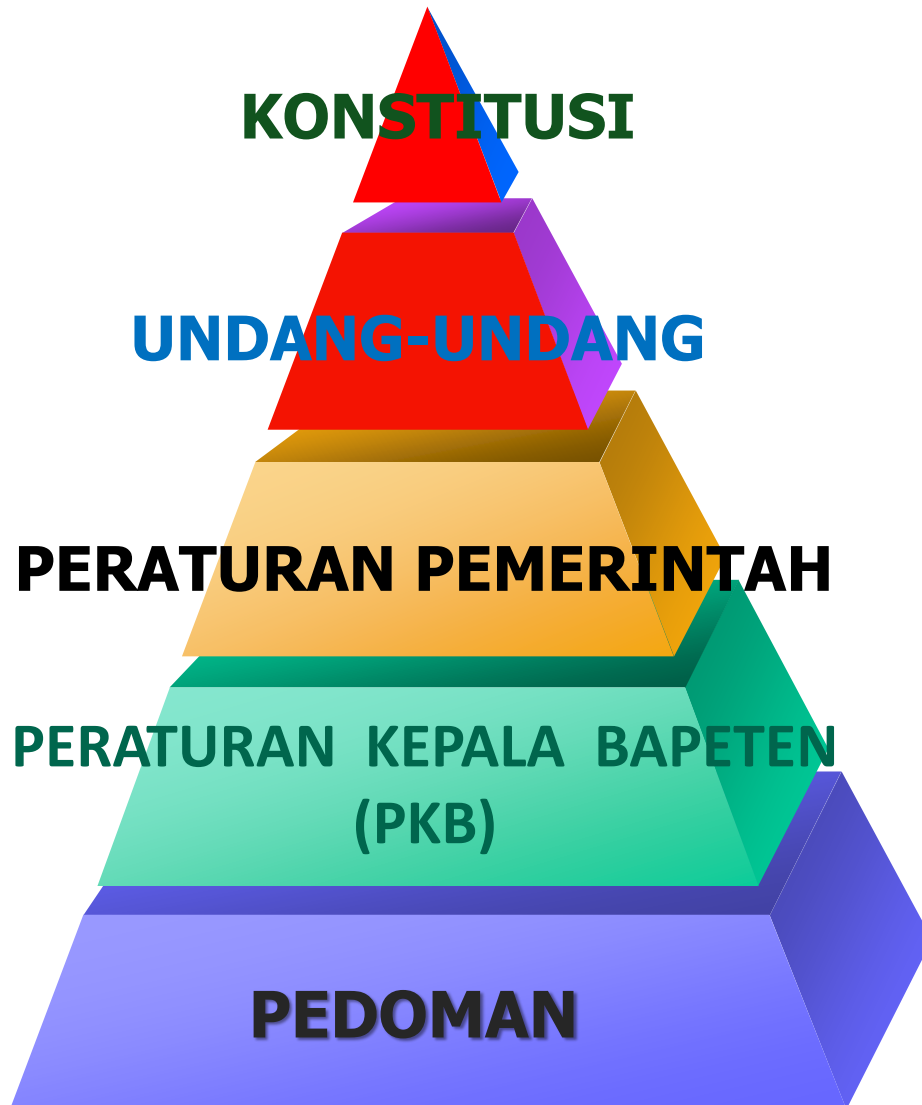 KONSTITUSI
UNDANG-UNDANG
PERATURAN PEMERINTAH
PERATURAN KEPALA BAPETEN
(PKB)
PEDOMAN